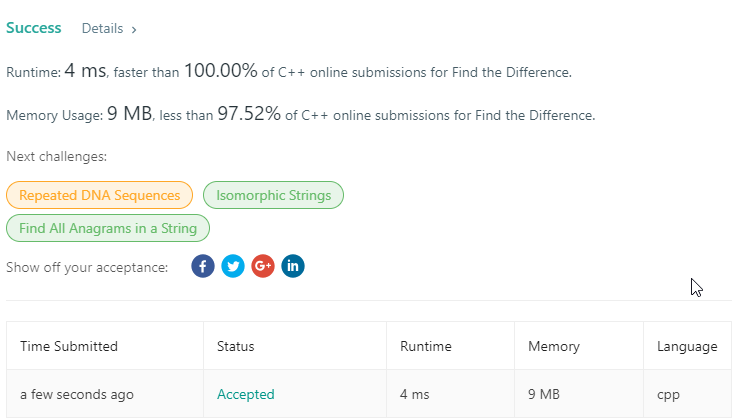 Success Details >
Runtime: 4 ms, faster than 100.00% of C++ online submissions for Find the Difference.
Memory Usage: 9 MB, less than 97.52% of C++ online submissions for Find the Difference.
Next challenges:
Repeated DNA Sequences Isomorphic Strings
Find All Anagrams in a String
Show off your acceptance: f G+ in
Time Submitted Status Runtime Memory Language
a few seconds ago Accepted 4 ms 9 MB cpp